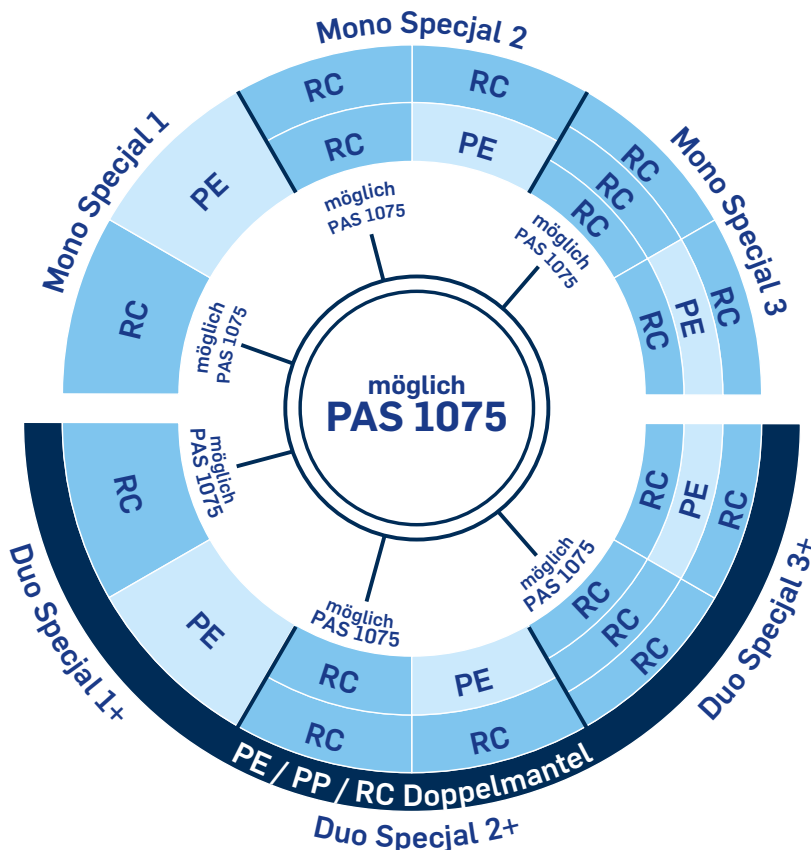 Mono Specjal 2
Mono Specjal 1
Mono Specjal 3
RC
RC
RC
PE
PE
RC
RC
RC
RC
RC
PE
RC
möglich
PAS 1075
möglich
PAS 1075
möglich
PAS 1075
möglich
PAS 1075
möglich
PAS 1075
möglich
PAS 1075
möglich
PAS 1075
RC
PE
RC
RC
PE
RC
RC
PE
RC
RC
RC
RC
PE / PP / RC Doppelmantel
Duo Specjal 1+
Duo Specjal 2+
Duo Specjal 3+